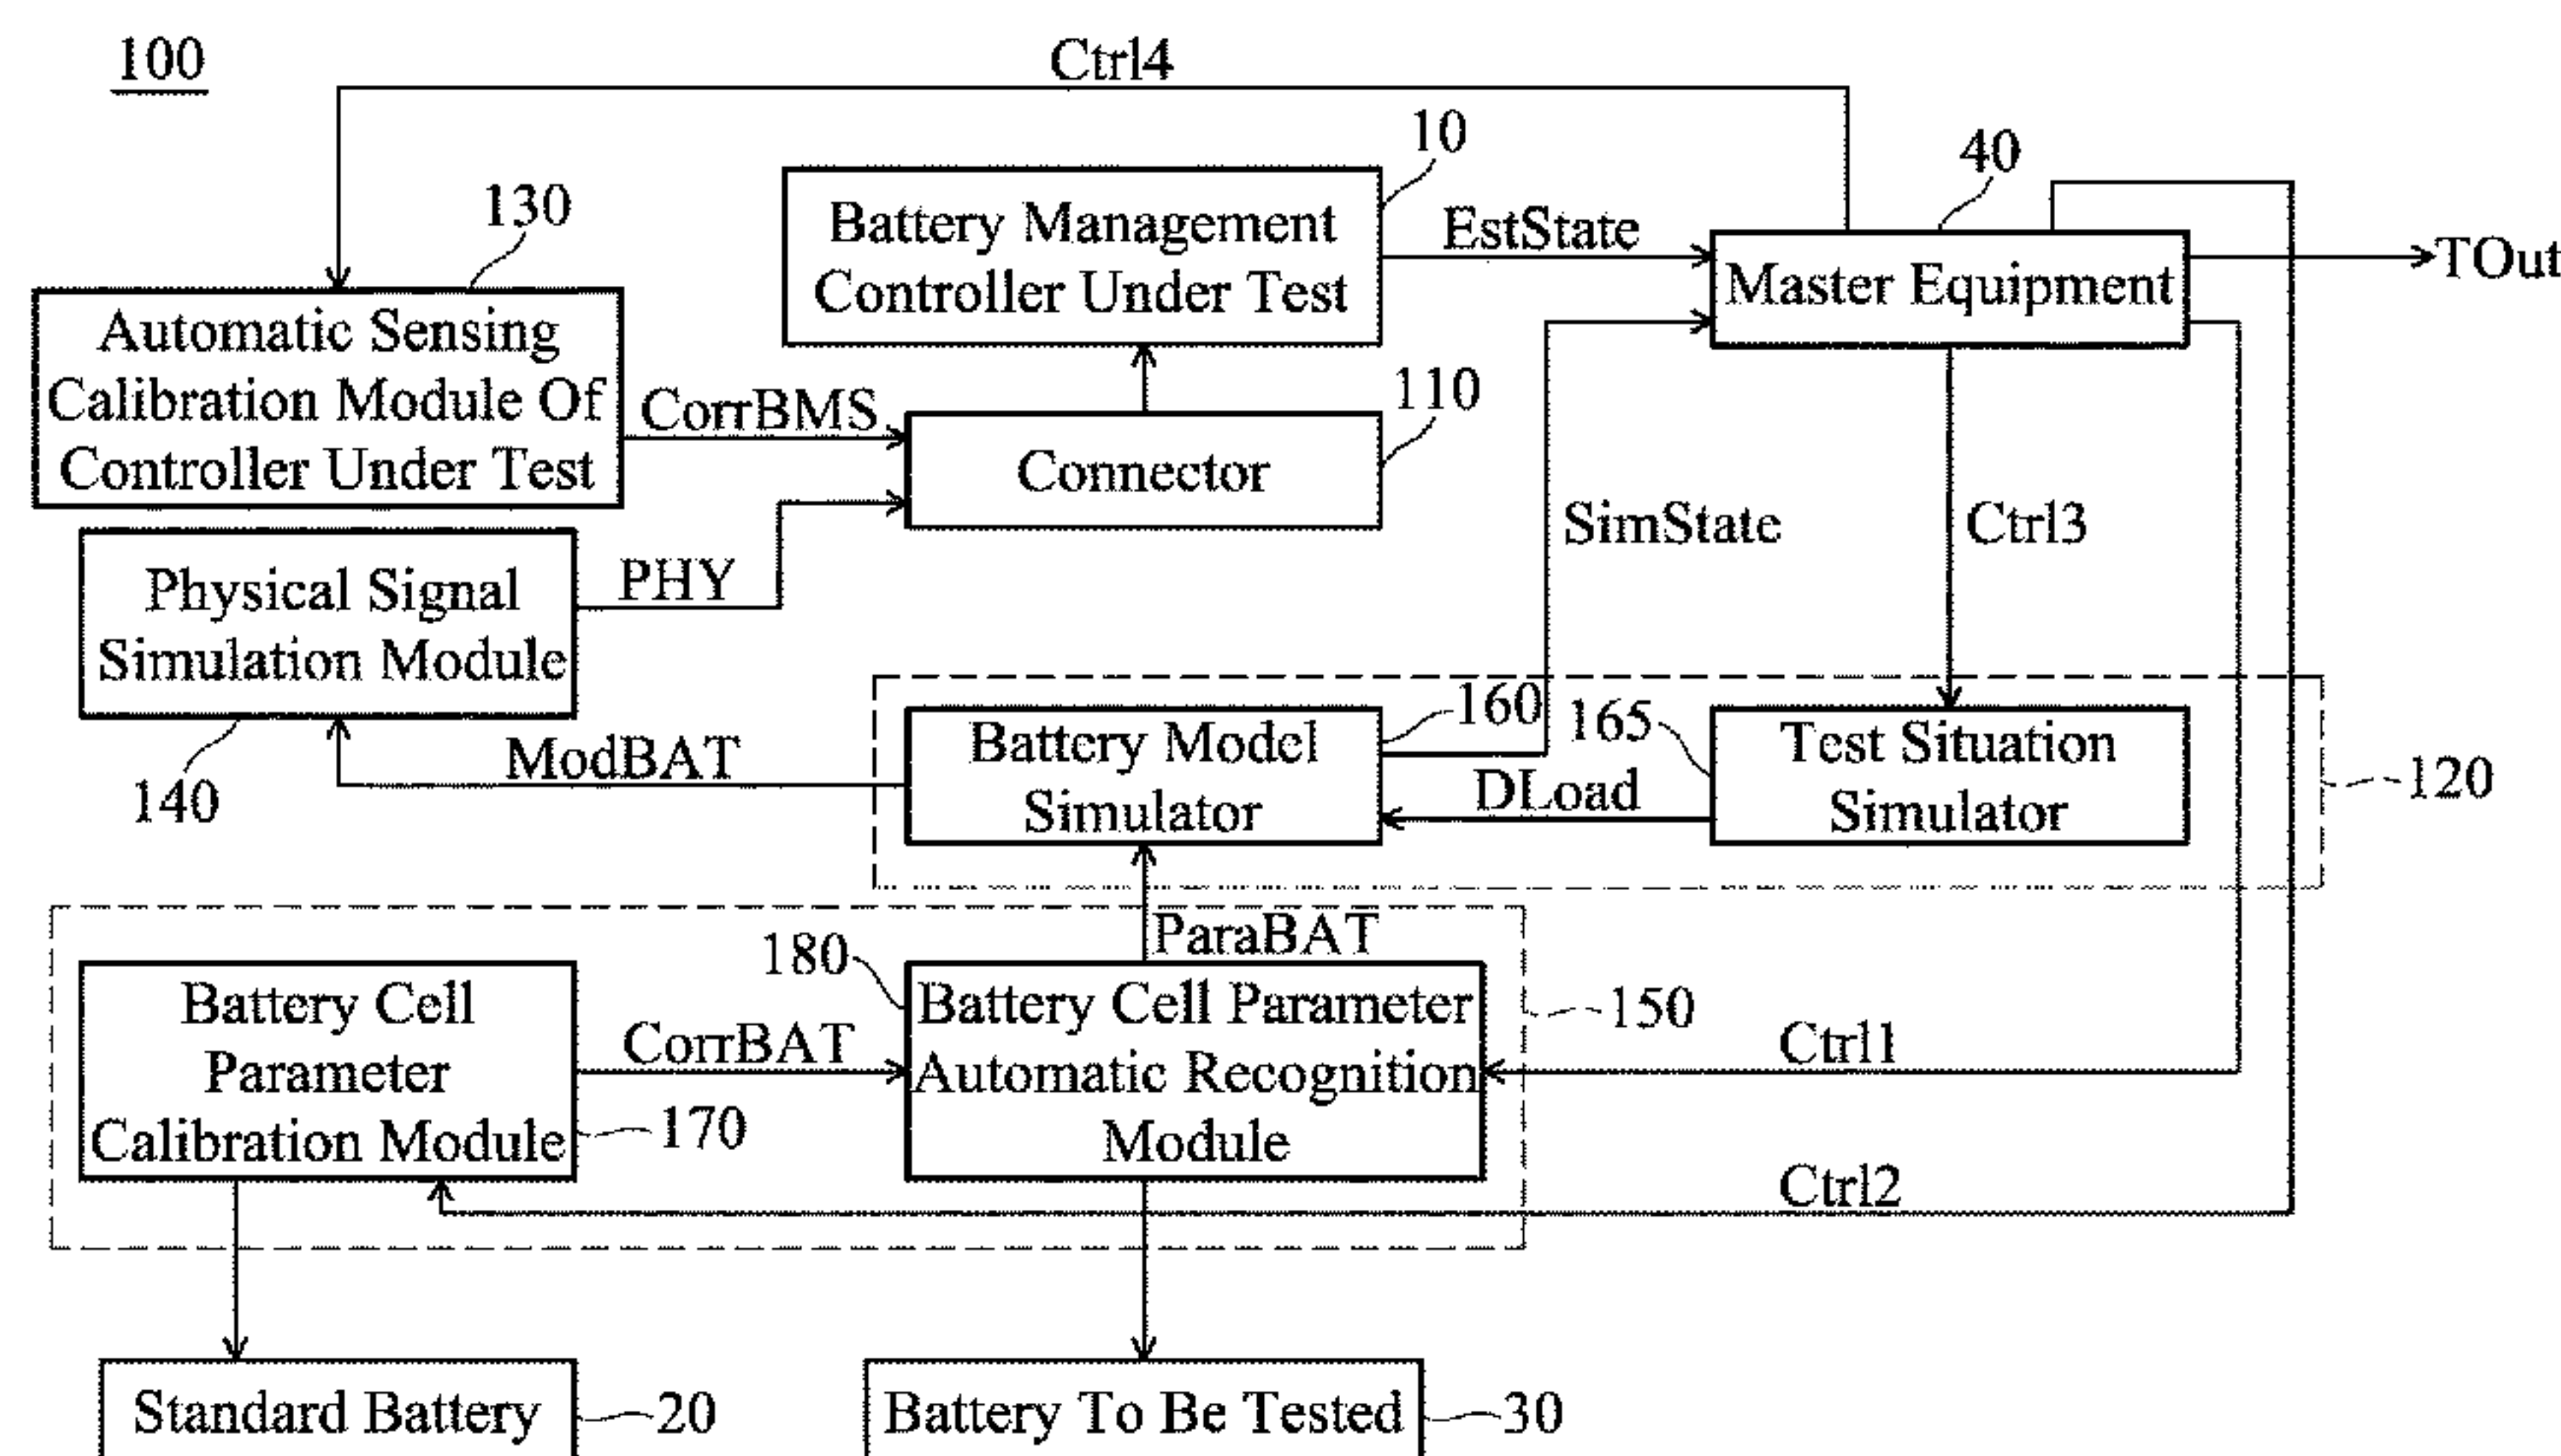 100
Ctrl4
10
40
130
Battery Management
Controller Under Test
EstState
Master Equipment
TOut
Automatic Sensing
Calibration Module Of
Controller Under Test
CorrBMS
110
Connector
SimState
Ctrl3
Physical Signal
Simulation Module
PHY
140
ModBAT
Battery Model
Simulator
160
165
DLoad
Test Situation
Simulator
120
ParaBAT
180
Battery Cell
Parameter
Calibration Module
CorrBAT
170
Battery Cell Parameter
Automatic Recognition
Module
150
Ctrl1
Ctrl2
Standard Battery
20
Battery To Be Tested
30